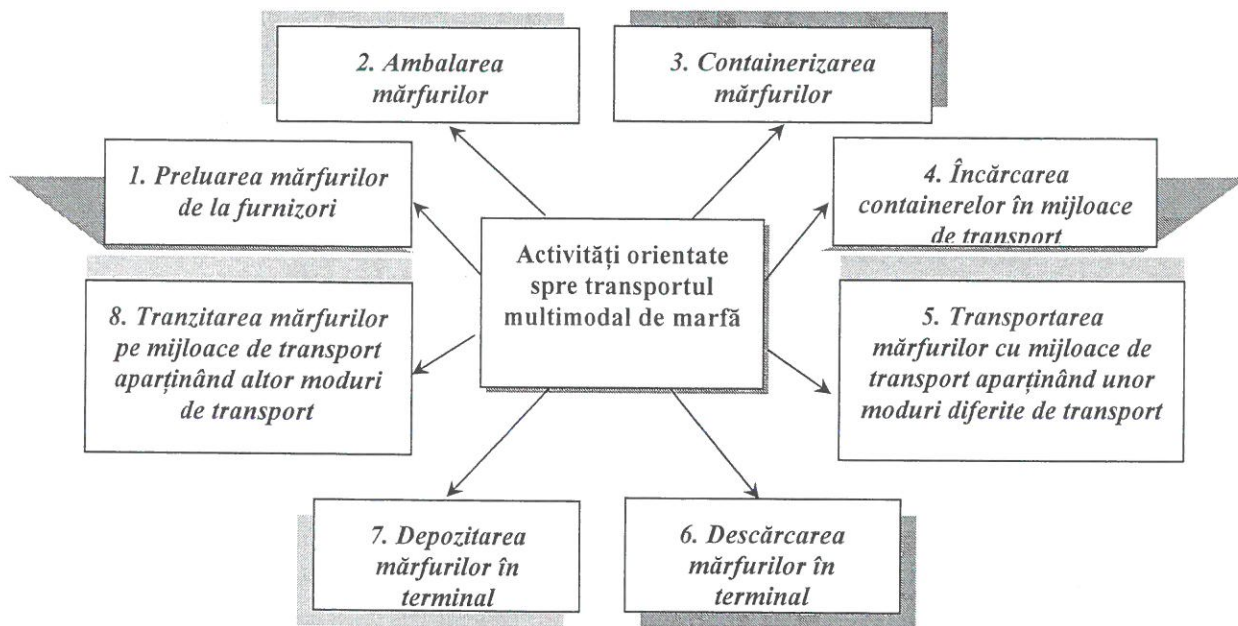 2. Ambalarea
mărfurilor
3. Containerizarea
mărfurilor
1. Preluarea mărfurilor
de la furnizori
4. Încărcarea
containerelor în mijloace
de transport
Activități orientate
spre transportul
multimodal de marfă
8. Tranzitarea mărfurilor
pe mijloace de transport
aparținând altor moduri
de transport
5. Transportarea
mărfurilor cu mijloace de
transport aparținând unor
moduri diferite de transport
7. Depozitarea
mărfurilor în
terminal
6. Descărcarea
mărfurilor în
terminal